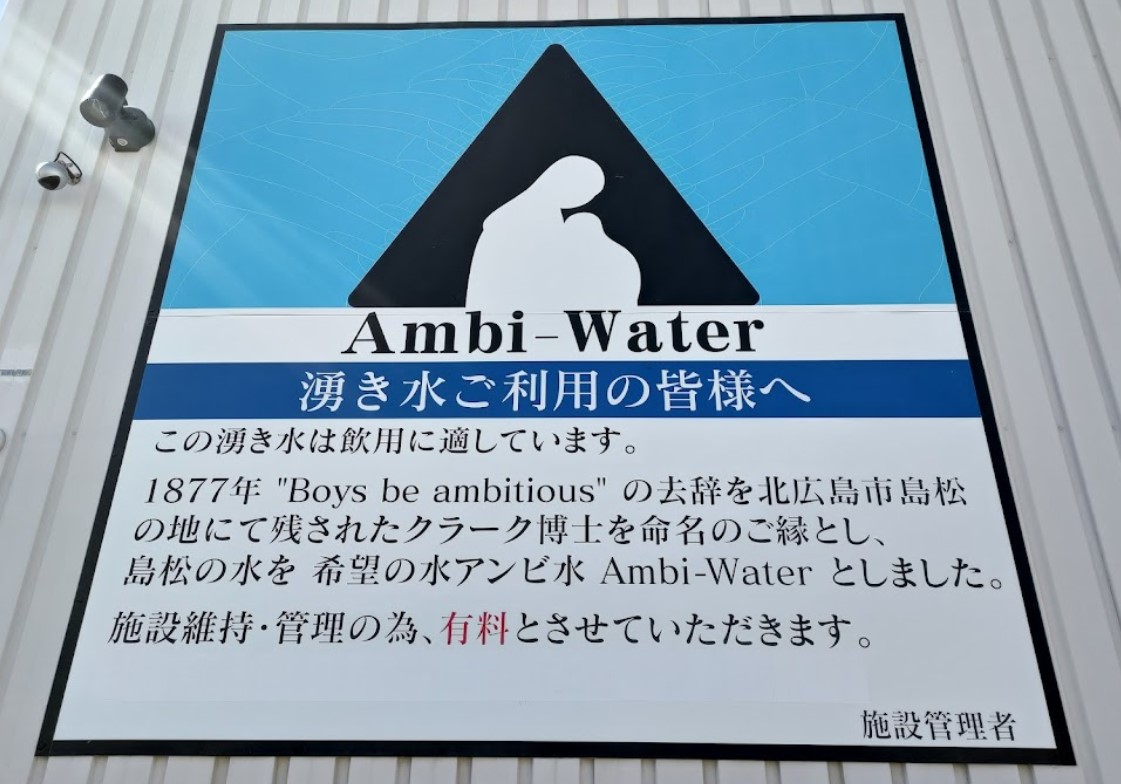 Ambi-Water
湧き水ご利用の皆様へ
この湧き水は飲用に適しています。
1877年 "Boys be ambitious" の去辞を北広島市島松
の地にて残されたクラーク博士を命名のご縁とし、
島松の水を 希望の水アンビ水 Ambi-Water としました。
施設維持・管理の為、有料とさせていただきます。
施設管理者